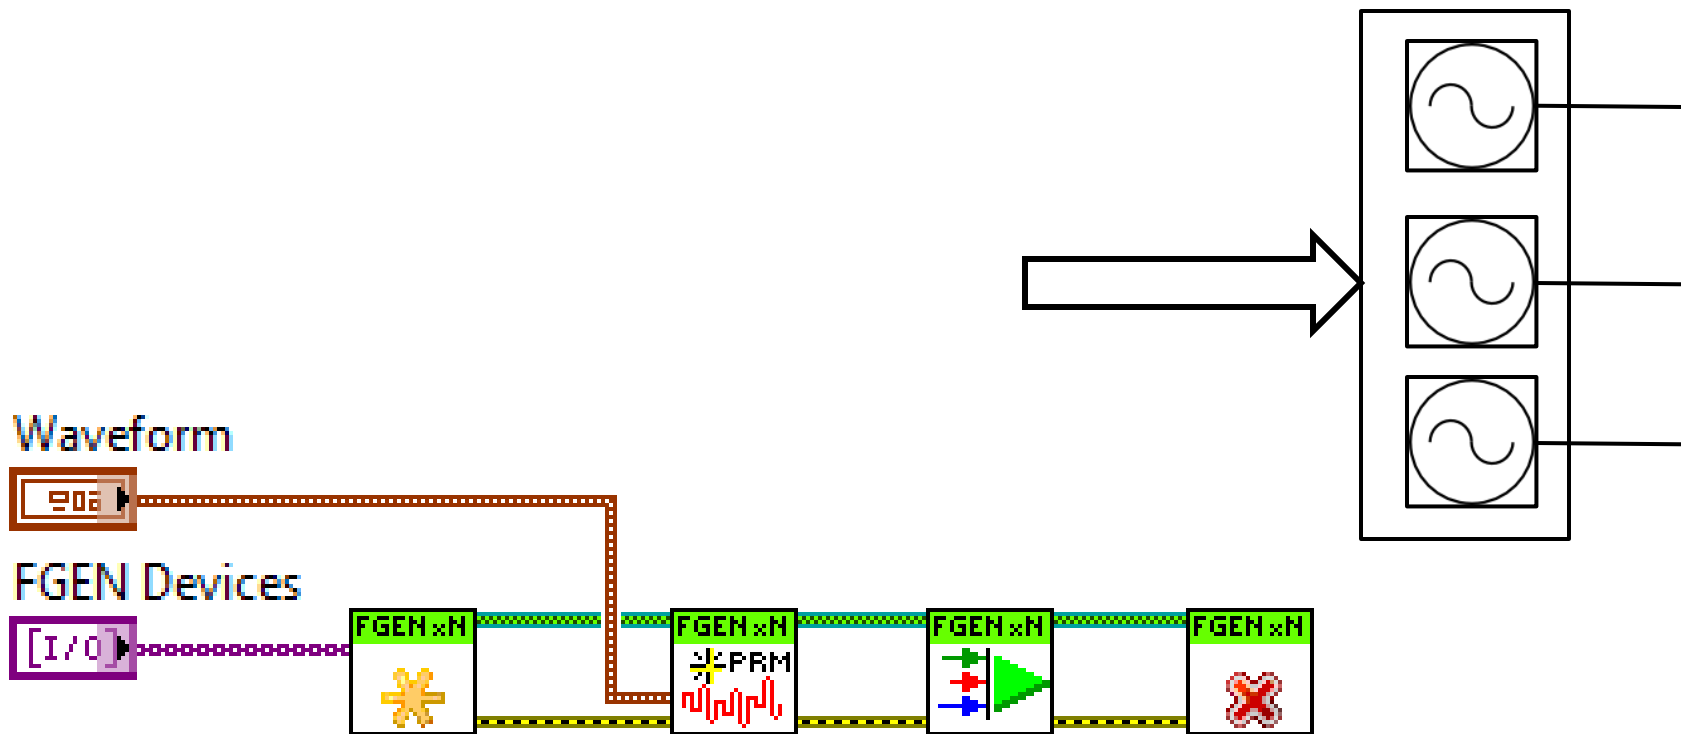 Waveform
FGEN Devices
[I/O]
FGEN xN
FGEN xN
PRM
FGEN xN
FGEN xN